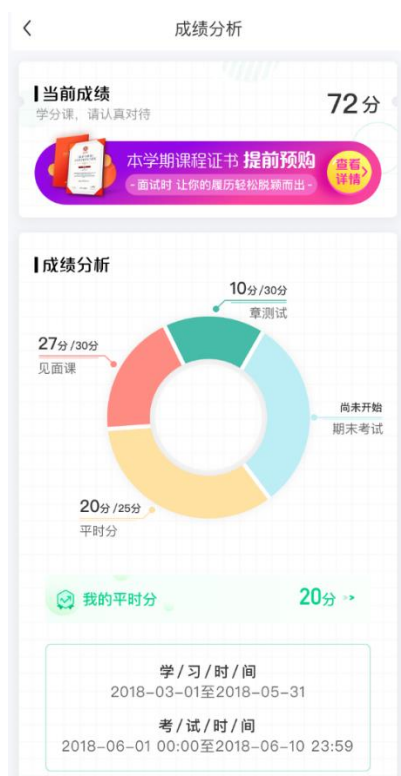 成绩分析
当前成绩
学分课，请认真对待
72分
本学期课程证书 提前预购
-面试时 让你的履历轻松脱颖而出-
查看
详情
成绩分析
10分/30分
章测试
27分/30分
见面课
尚未开始
期末考试
20分/25分
平时分
我的平时分
20分
学/习/时/间
2018-03-01至2018-05-31
考/试/时/间
2018-06-01 00:00至2018-06-10 23:59